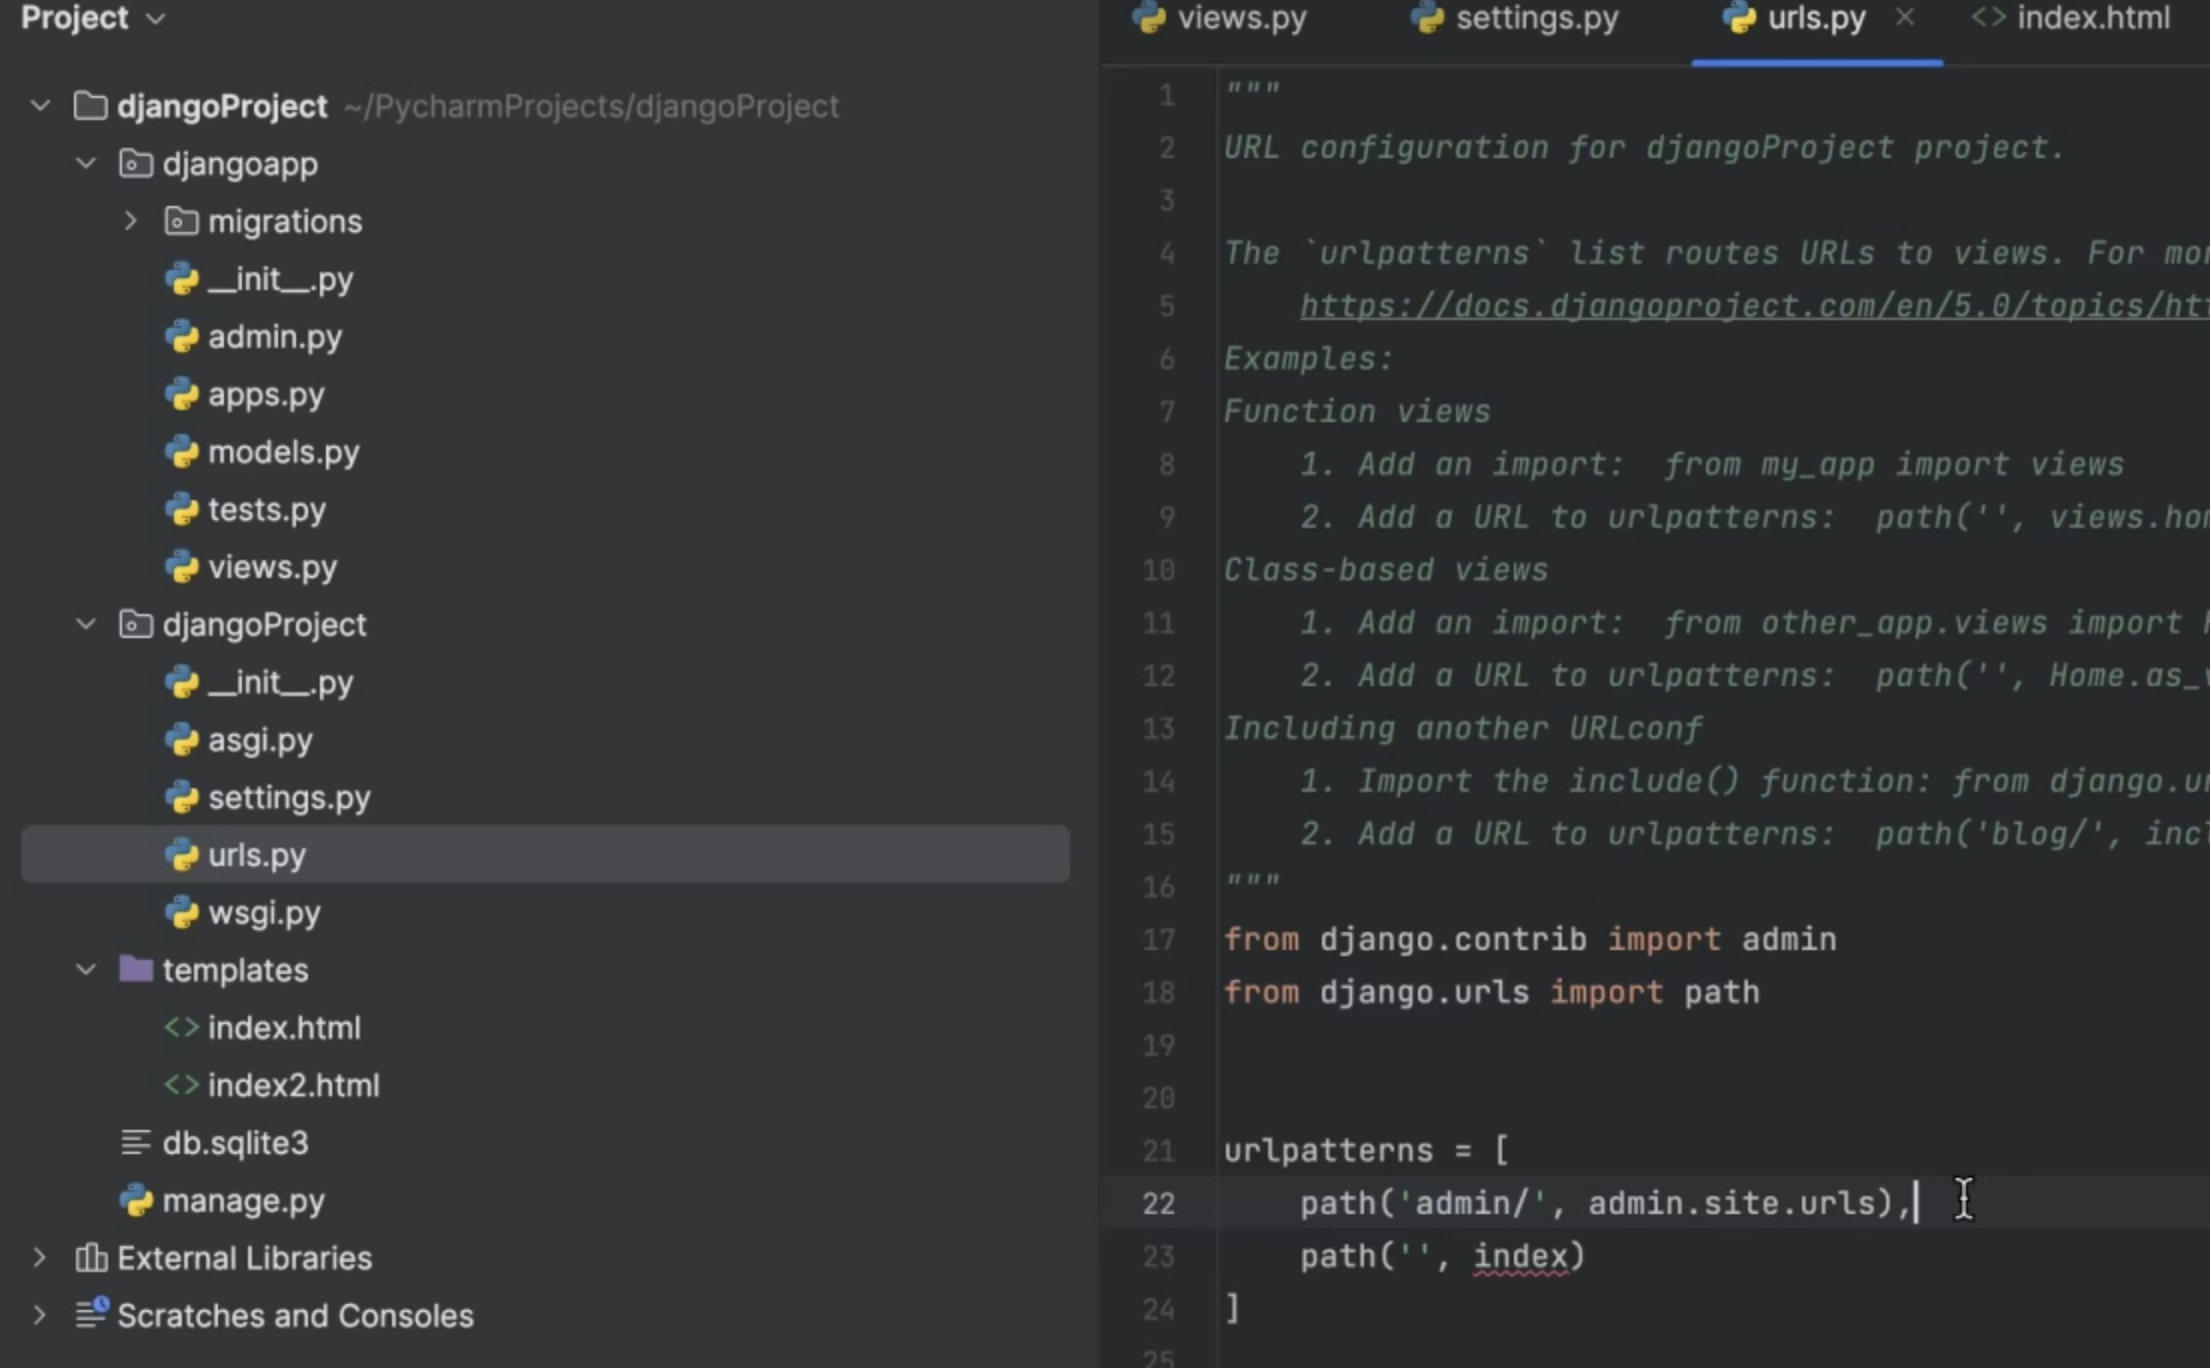 Project
djangoProject ~/PycharmProjects/djangoProject
djangoapp
migrations
__init__.py
admin.py
apps.py
models.py
tests.py
views.py
djangoProject
__init__.py
asgi.py
settings.py
urls.py
wsgi.py
templates
index.html
index2.html
db.sqlite3
manage.py
External Libraries
Scratches and Consoles
views.py settings.py urls.py index.html
1 """
2 URL configuration for djangoProject project.
3
4 The `urlpatterns` list routes URLs to views. For mor
5 https://docs.djangoproject.com/en/5.0/topics/htt
6 Examples:
7 Function views
8 1. Add an import:  from my_app import views
9 2. Add a URL to urlpatterns:  path('', views.hom
10 Class-based views
11 1. Add an import:  from other_app.views import
12 2. Add a URL to urlpatterns:  path('', Home.as_v
13 Including another URLconf
14 1. Import the include() function: from django.ur
15 2. Add a URL to urlpatterns:  path('blog/', incl
16 """
17 from django.contrib import admin
18 from django.urls import path
19
20
21 urlpatterns = [
22 path('admin/', admin.site.urls),
23 path('', index)
24 ]
25